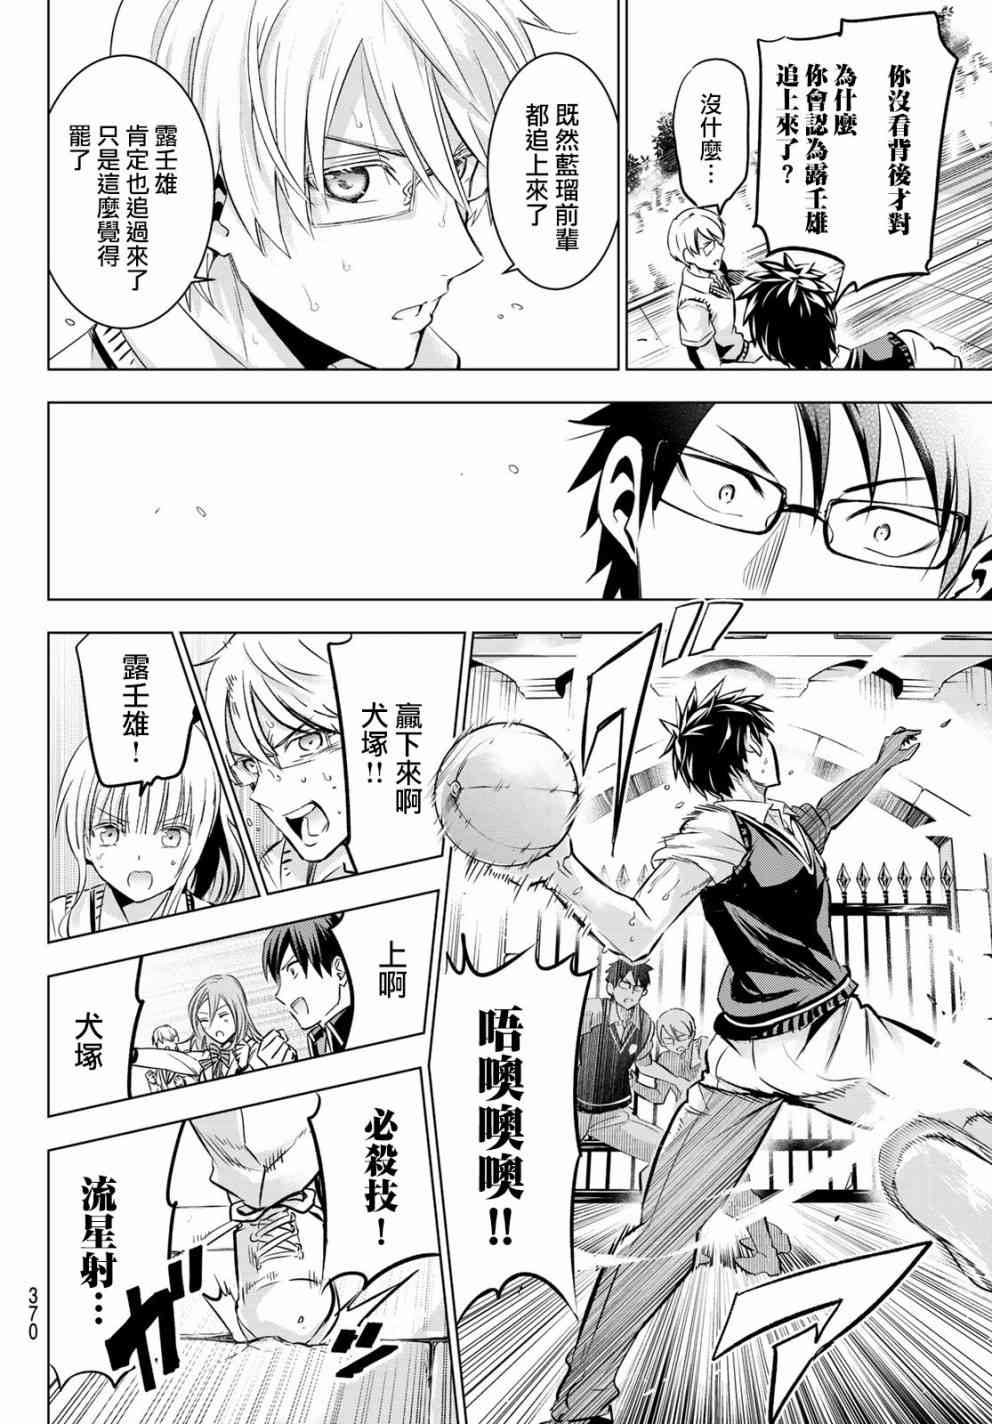 你沒看背後才對
為什麼
你會認為露壬雄
追上來了?
沒什麼…
既然藍瑠前輩
都追上來了
露壬雄
肯定也追過來了
只是這麼覺得
罷了
唔噢噢噢!!
贏下來啊
犬塚!!
露壬雄!
上啊
犬塚
必殺技!
流星射…
ガッ
370